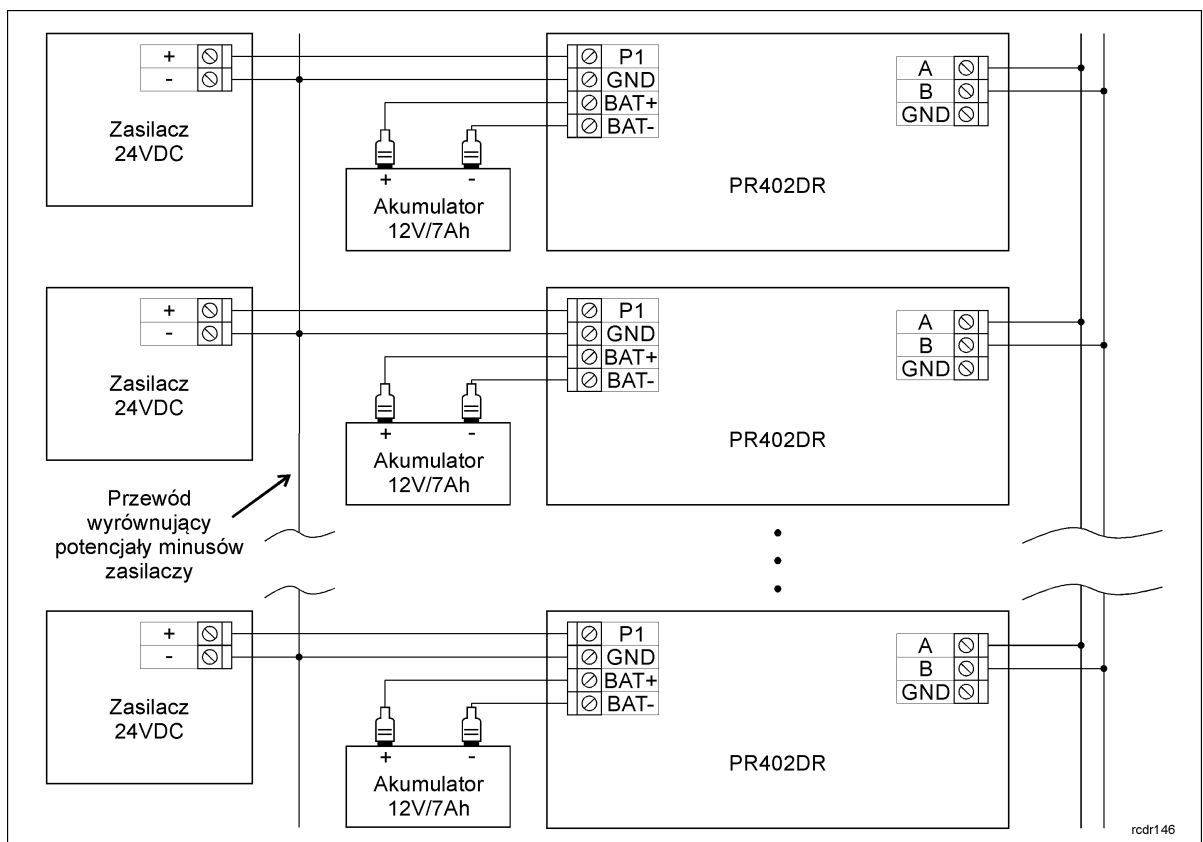 +
-
Zasilacz
24VDC
P1
GND
BAT+
BAT-
+ -
Akumulator
12V/7Ah
PR402DR
A
B
GND
+
-
Zasilacz
24VDC
P1
GND
BAT+
BAT-
+ -
Akumulator
12V/7Ah
PR402DR
A
B
GND
Przewód
wyrównujący
potencjały minusów
zasilaczy
+
-
Zasilacz
24VDC
P1
GND
BAT+
BAT-
+ -
Akumulator
12V/7Ah
PR402DR
A
B
GND
rcdr146